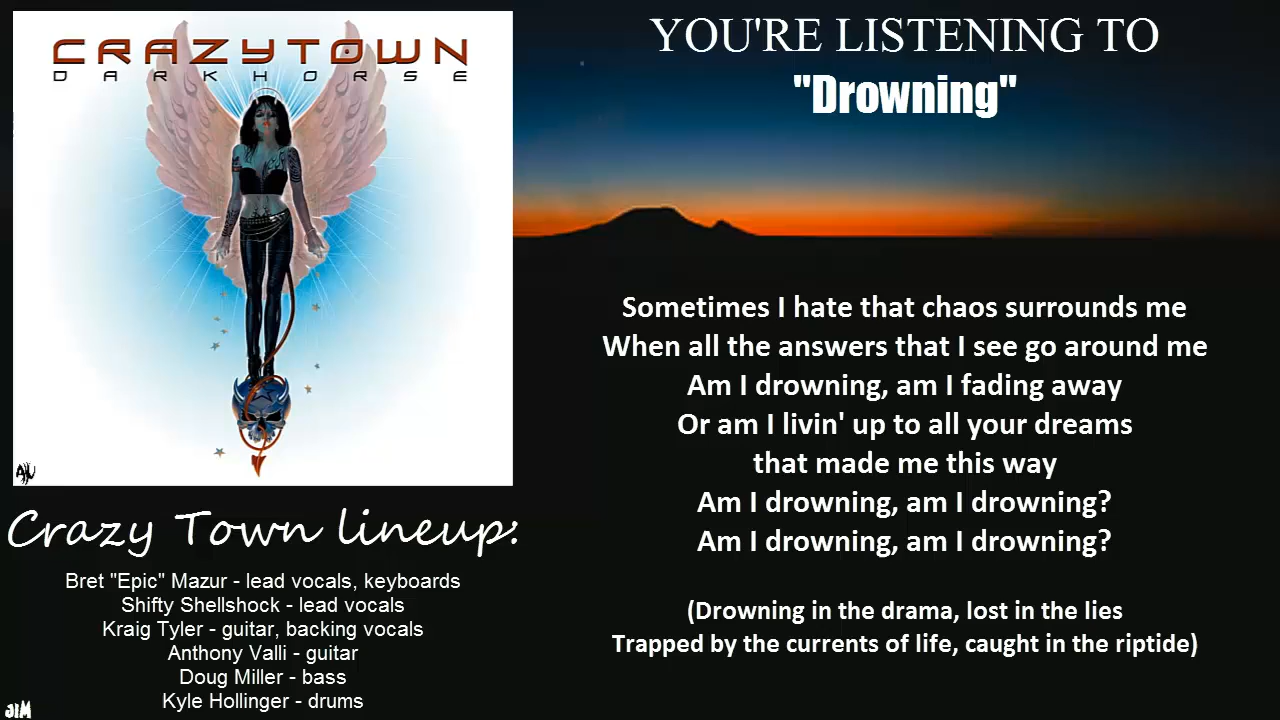 CRAZYTOWN
DARKHORSE
Crazy Town lineup:
Bret "Epic" Mazur - lead vocals, keyboards
Shifty Shellshock - lead vocals
Kraig Tyler - guitar, backing vocals
Anthony Valli - guitar
Doug Miller - bass
Kyle Hollinger - drums
JIM
YOU'RE LISTENING TO
"Drowning"
Sometimes I hate that chaos surrounds me
When all the answers that I see go around me
Am I drowning, am I fading away
Or am I livin' up to all your dreams
that made me this way
Am I drowning, am I drowning?
Am I drowning, am I drowning?
(Drowning in the drama, lost in the lies
Trapped by the currents of life, caught in the riptide)